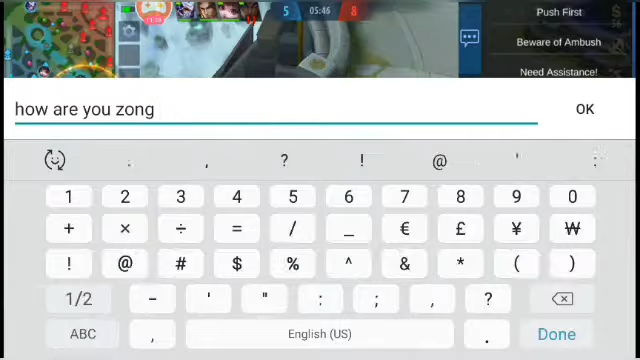 5 05:46 8
Push First
Beware of Ambush
Need Assistance!
how are you zong
OK
. , ? ! @ ' :
1 2 3 4 5 6 7 8 9 0
+ × ÷ = / _ € £ ¥ ₩
! @ # $ % ^ & * ( )
1/2 - ' " : ; , ?
ABC , English (US) . Done